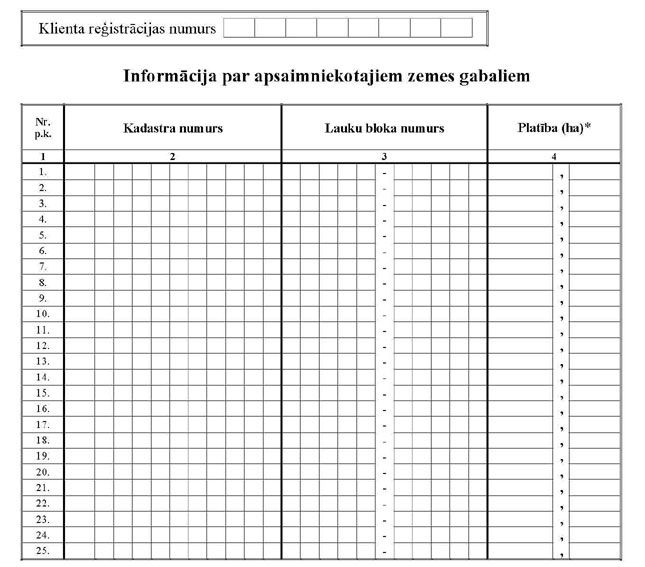 Klienta reģistrācijas numurs
Informācija par apsaimniekotajiem zemes gabaliem
Nr. p.k. Kadastra numurs Lauku bloka numurs Platība (ha)*
1 2 3 4
1. - ,
2. - ,
3. - ,
4. - ,
5. - ,
6. - ,
7. - ,
8. - ,
9. - ,
10. - ,
11. - ,
12. - ,
13. - ,
14. - ,
15. - ,
16. - ,
17. - ,
18. - ,
19. - ,
20. - ,
21. - ,
22. - ,
23. - ,
24. - ,
25. - ,